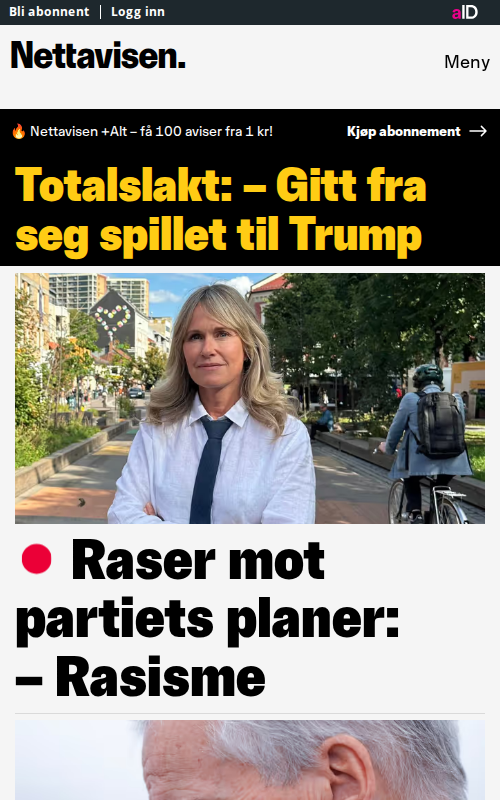 Bli abonnent | Logg inn
aID
Nettavisen.
Meny
🔥 Nettavisen +Alt – få 100 aviser fra 1 kr!
Kjøp abonnement →
Totalslakt: – Gitt fra
seg spillet til Trump
Raser mot
partiets planer:
– Rasisme